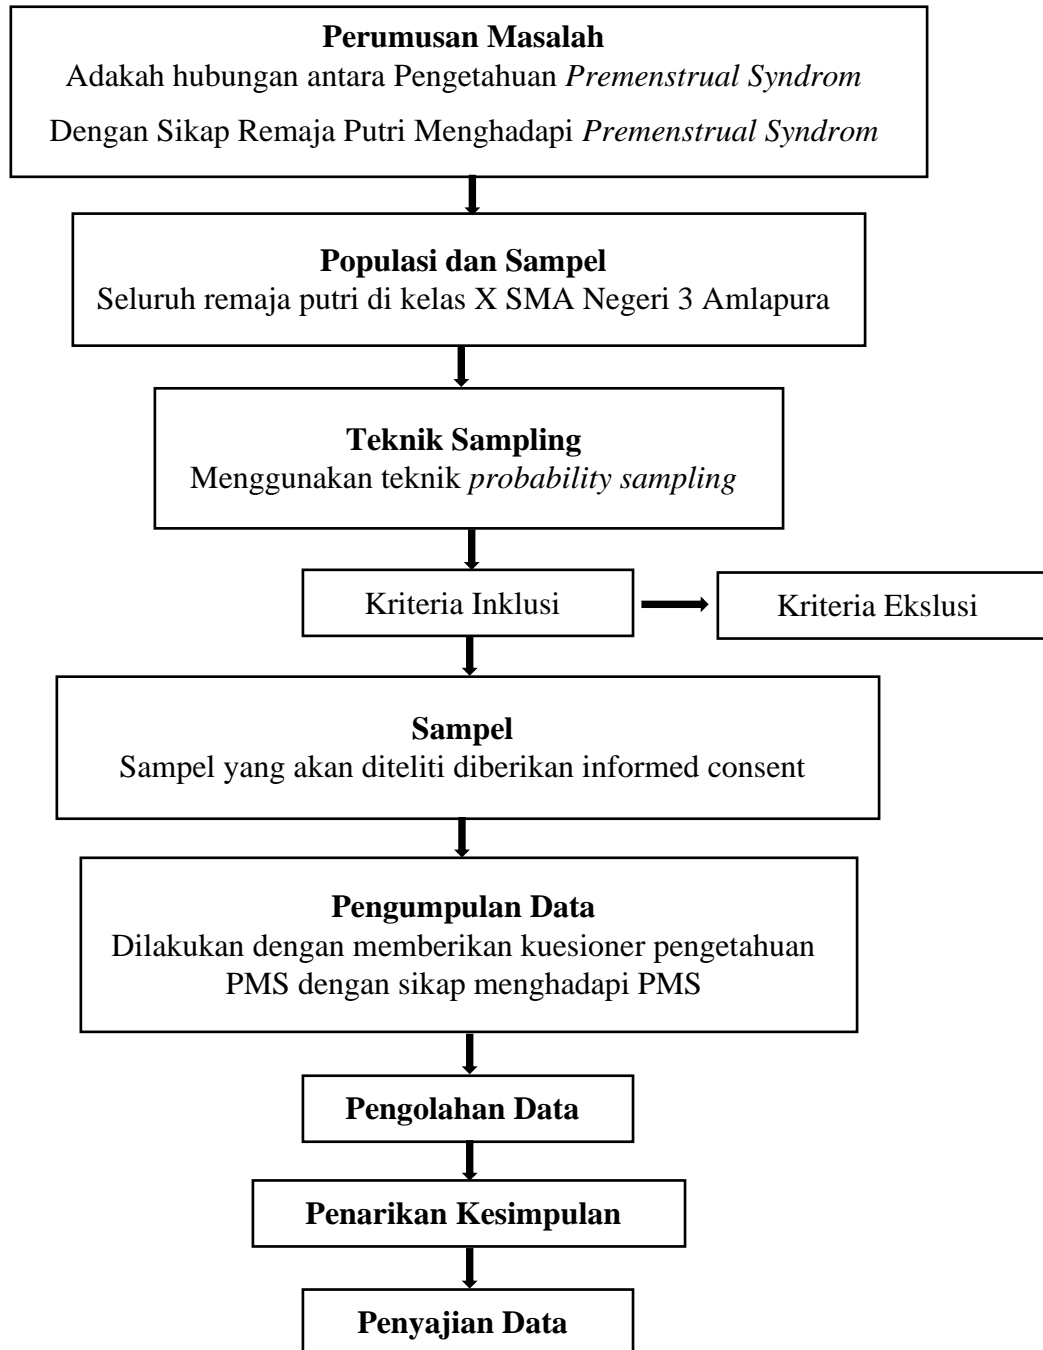 Perumusan Masalah
Adakah hubungan antara Pengetahuan Premenstrual Syndrom
Dengan Sikap Remaja Putri Menghadapi Premenstrual Syndrom
Populasi dan Sampel
Seluruh remaja putri di kelas X SMA Negeri 3 Amlapura
Teknik Sampling
Menggunakan teknik probability sampling
Kriteria Inklusi
Kriteria Ekslusi
Sampel
Sampel yang akan diteliti diberikan informed consent
Pengumpulan Data
Dilakukan dengan memberikan kuesioner pengetahuan
PMS dengan sikap menghadapi PMS
Pengolahan Data
Penarikan Kesimpulan
Penyajian Data